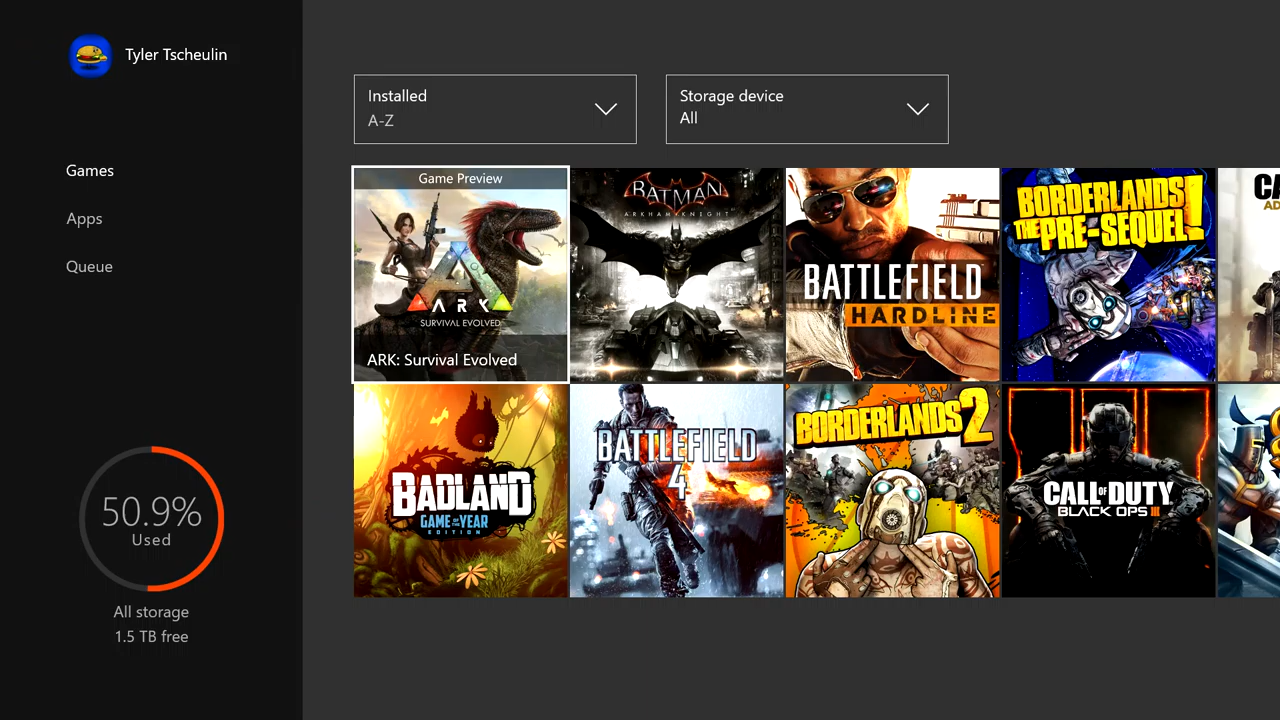 Tyler Tscheulin
Games
Apps
Queue
50.9%
Used
All storage
1.5 TB free
Installed
A-Z
Storage device
All
Game Preview
ARK
SURVIVAL EVOLVED
ARK: Survival Evolved
BATMAN
ARKHAM KNIGHT
BATTLEFIELD
HARDLINE
BORDERLANDS
THE PRE-SEQUEL!
CA
AD
BADLAND
GAME OF THE YEAR
EDITION
BATTLEFIELD
4
BORDERLANDS 2
CALL OF DUTY
BLACK OPS III